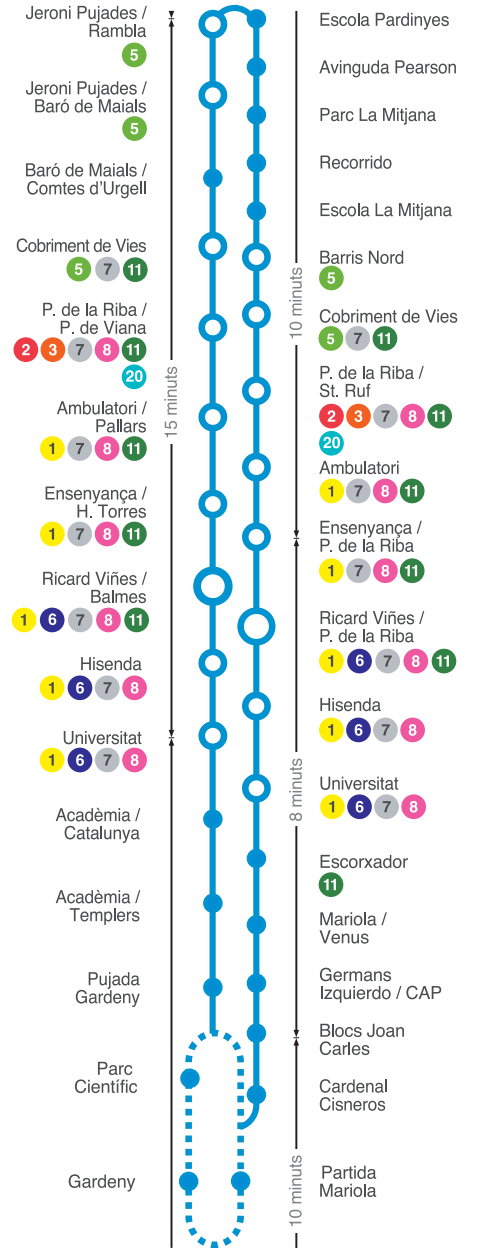 Jeroni Pujades /
Rambla
5
Jeroni Pujades /
Baró de Maials
5
Baró de Maials /
Comtes d'Urgell
Cobriment de Vies
5 7 11
P. de la Riba /
P. de Viana
2 3 7 8 11
20
Ambulatori /
Pallars
1 7 8 11
Ensenyança /
H. Torres
1 7 8 11
Ricard Viñes /
Balmes
1 6 7 8 11
Hisenda
1 6 7 8
Universitat
1 6 7 8
Acadèmia /
Catalunya
Acadèmia /
Templers
Pujada
Gardeny
Parc
Científic
Gardeny
15 minuts
Escola Pardinyes
Avinguda Pearson
Parc La Mitjana
Recorrido
Escola La Mitjana
Barris Nord
5
Cobriment de Vies
5 7 11
P. de la Riba /
St. Ruf
2 3 7 8 11
20
Ambulatori
1 7 8 11
Ensenyança /
P. de la Riba
1 7 8 11
Ricard Viñes /
P. de la Riba
1 6 7 8 11
Hisenda
1 6 7 8
Universitat
1 6 7 8
Escorxador
11
Mariola /
Venus
Germans
Izquierdo / CAP
Blocs Joan
Carles
Cardenal
Cisneros
Partida
Mariola
10 minuts
8 minuts
10 minuts